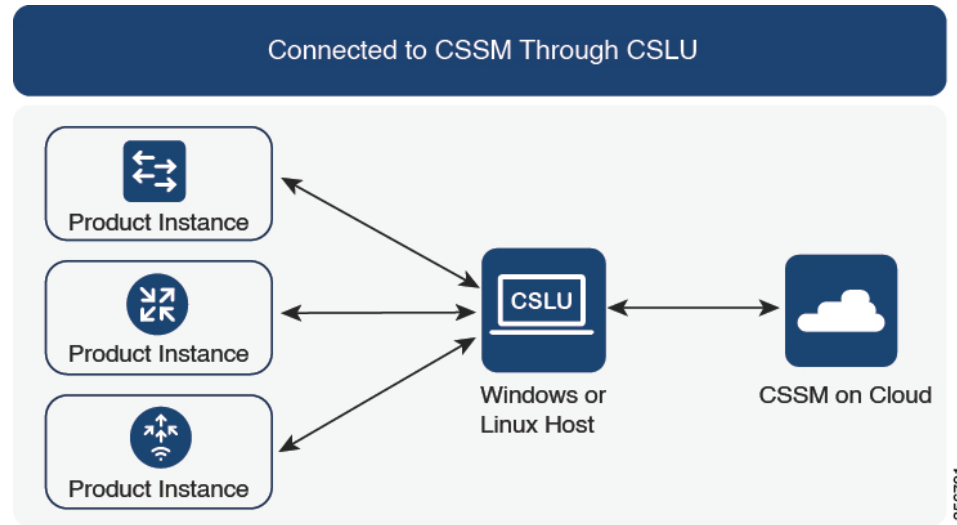 Connected to CSSM Through CSLU
Product Instance
Product Instance
Product Instance
CSLU
Windows or
Linux Host
CSSM on Cloud